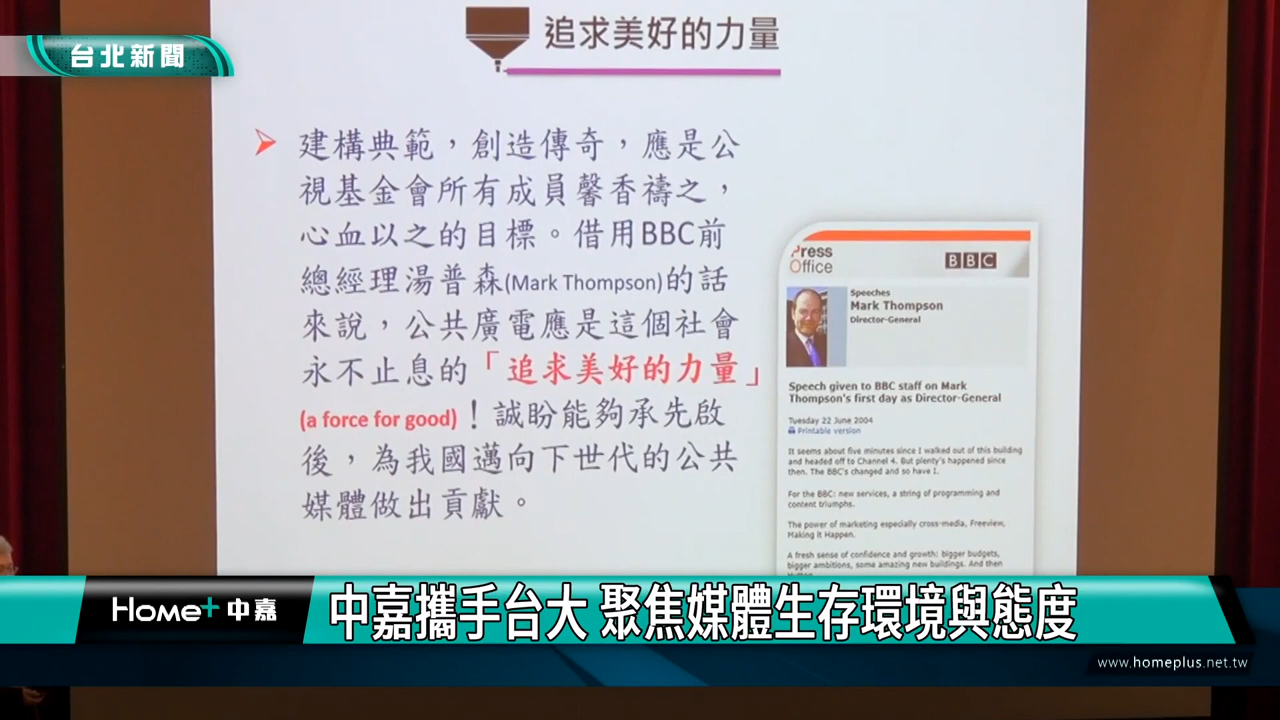 台北新聞
追求美好的力量
建構典範，創造傳奇，應是公
視基金會所有成員馨香禱之，
心血以之的目標。借用BBC前
總經理湯普森(Mark Thompson)的話
來說，公共廣電應是這個社會
永不止息的「追求美好的力量」
(a force for good)！誠盼能夠承先啟
後，為我國邁向下世代的公共
媒體做出貢獻。
Press
Office
BBC
Speeches
Mark Thompson
Director-General
Speech given to BBC staff on Mark
Thompson's first day as Director-General
Tuesday 22 June 2004
Printable version
It seems about five minutes since I walked out of this building
and headed off to Channel 4. But plenty's happened since
then. The BBC's changed and so have I.
For the BBC: new services, a string of programming and
content triumphs.
The power of marketing especially cross-media, Freeview,
Making It Happen.
A fresh sense of confidence and growth: bigger budgets,
bigger ambitions, some amazing new buildings. And then
Home+中嘉
中嘉攜手台大 聚焦媒體生存環境與態度
www.homeplus.net.tw